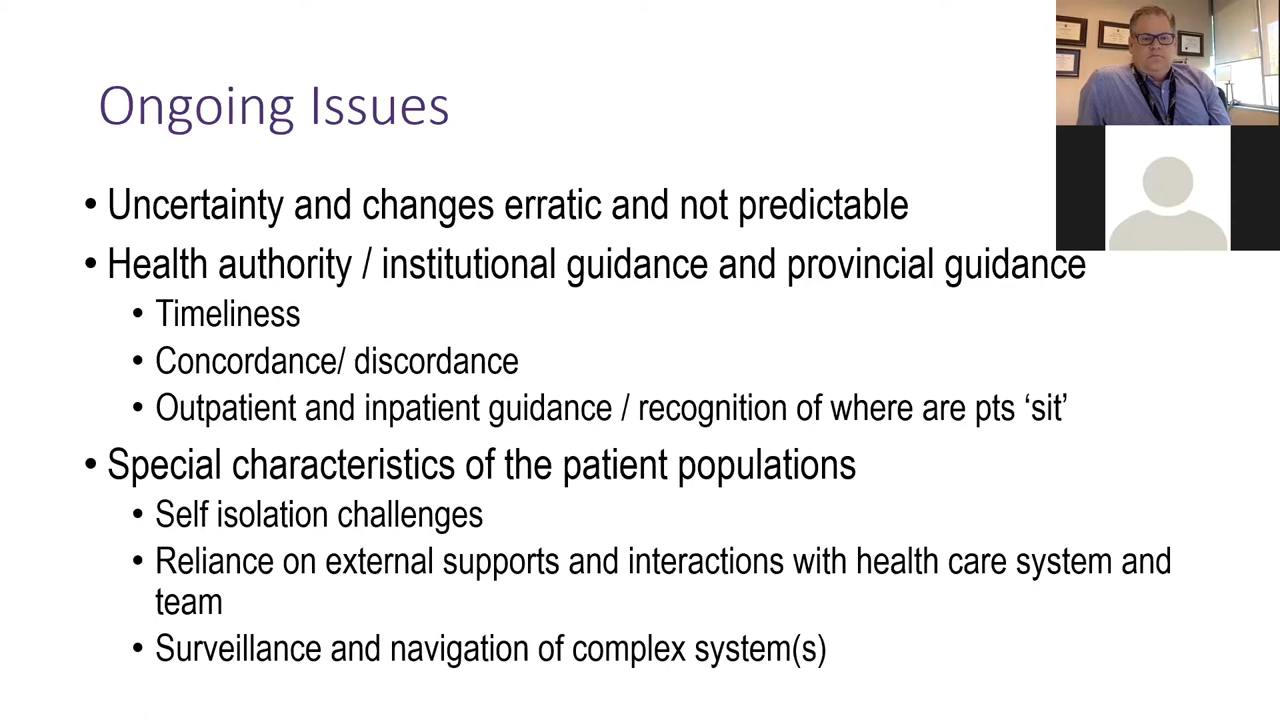 Ongoing Issues
• Uncertainty and changes erratic and not predictable
• Health authority / institutional guidance and provincial guidance
• Timeliness
• Concordance/ discordance
• Outpatient and inpatient guidance / recognition of where are pts ‘sit’
• Special characteristics of the patient populations
• Self isolation challenges
• Reliance on external supports and interactions with health care system and
team
• Surveillance and navigation of complex system(s)